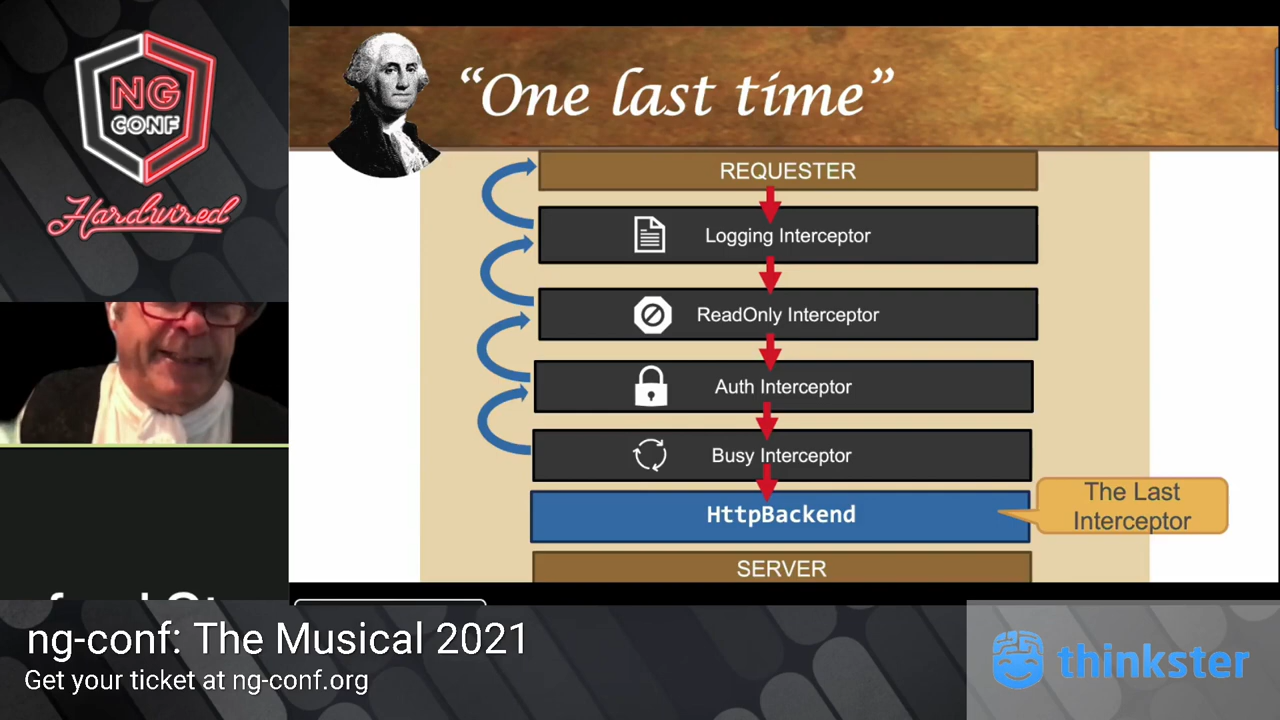 NG
CONF
Hardwired
“One last time”
REQUESTER
Logging Interceptor
ReadOnly Interceptor
Auth Interceptor
Busy Interceptor
HttpBackend
The Last
Interceptor
SERVER
ng-conf: The Musical 2021
Get your ticket at ng-conf.org
thinkster